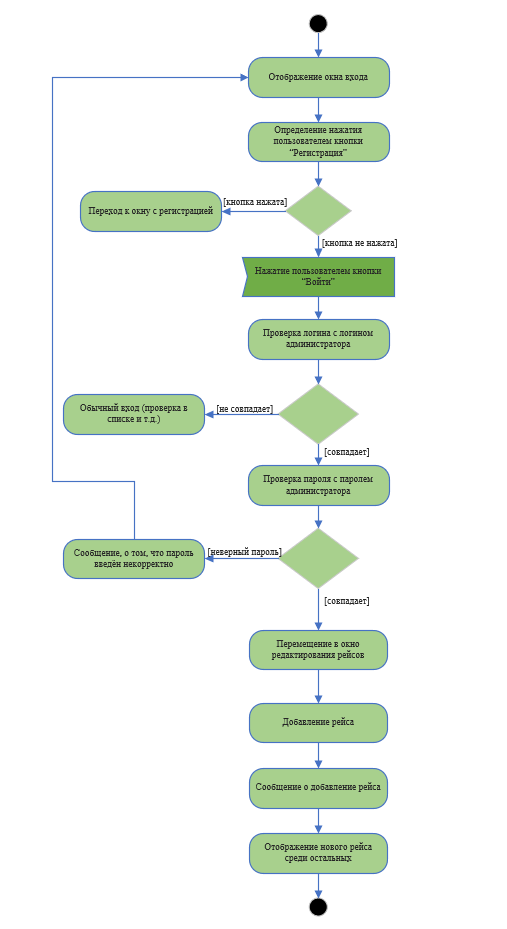 Отображение окна входа
Определение нажатия
пользователем кнопки
“Регистрация”
[кнопка нажата]
Переход к окну с регистрацией
[кнопка не нажата]
Нажатие пользователем кнопки
“Войти”
Проверка логина с логином
администратора
[не совпадает]
Обычный вход (проверка в
списке и т.д.)
[совпадает]
Проверка пароля с паролем
администратора
[неверный пароль]
Сообщение, о том, что пароль
введён некорректно
[совпадает]
Перемещение в окно
редактирования рейсов
Добавление рейса
Сообщение о добавление рейса
Отображение нового рейса
среди остальных